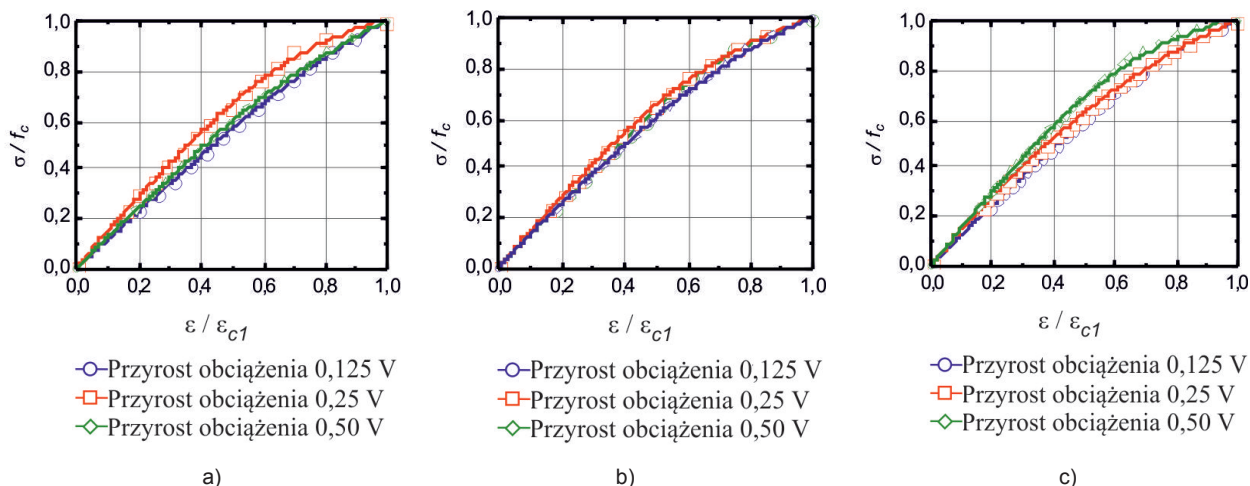 1,0
0,8
0,6
0,4
0,2
0,0
σ / f_c
0,0 0,2 0,4 0,6 0,8 1,0
ε / ε_c1
Przyrost obciążenia 0,125 V
Przyrost obciążenia 0,25 V
Przyrost obciążenia 0,50 V
a)
1,0
0,8
0,6
0,4
0,2
0,0
σ / f_c
0,0 0,2 0,4 0,6 0,8 1,0
ε / ε_c1
Przyrost obciążenia 0,125 V
Przyrost obciążenia 0,25 V
Przyrost obciążenia 0,50 V
b)
1,0
0,8
0,6
0,4
0,2
0,0
σ / f_c
0,0 0,2 0,4 0,6 0,8 1,0
ε / ε_c1
Przyrost obciążenia 0,125 V
Przyrost obciążenia 0,25 V
Przyrost obciążenia 0,50 V
c)